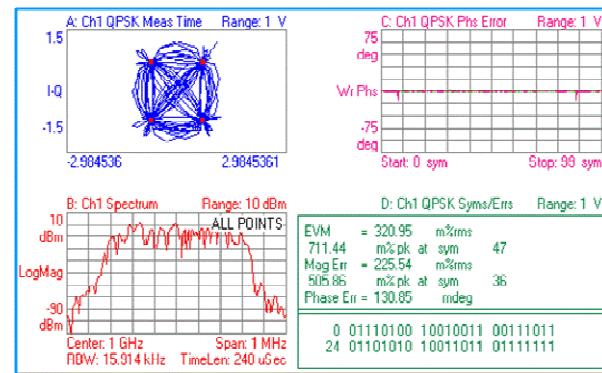 A: Ch1 QPSK Meas Time Range: 1 V
1.5
I-Q
-1.5
-2.984536 2.9845361
C: Ch1 QPSK Phs Error Range: 1 V
75
deg
Wr Phs
-75
deg
Start: 0 sym Stop: 99 sym
B: Ch1 Spectrum Range: 10 dBm
10
dBm
ALL POINTS
LogMag
-90
dBm
Center: 1 GHz Span: 1 MHz
RBW: 15.914 kHz TimeLen: 240 uSec
D: Ch1 QPSK Syms/Errs Range: 1 V
EVM = 320.95 m%rms
711.44 m% pk at sym 47
Mag Err = 225.54 m%rms
505.86 m% pk at sym 36
Phase Err = 130.85 mdeg
0 01110100 10010011 00111011
24 01101010 10011011 01111111